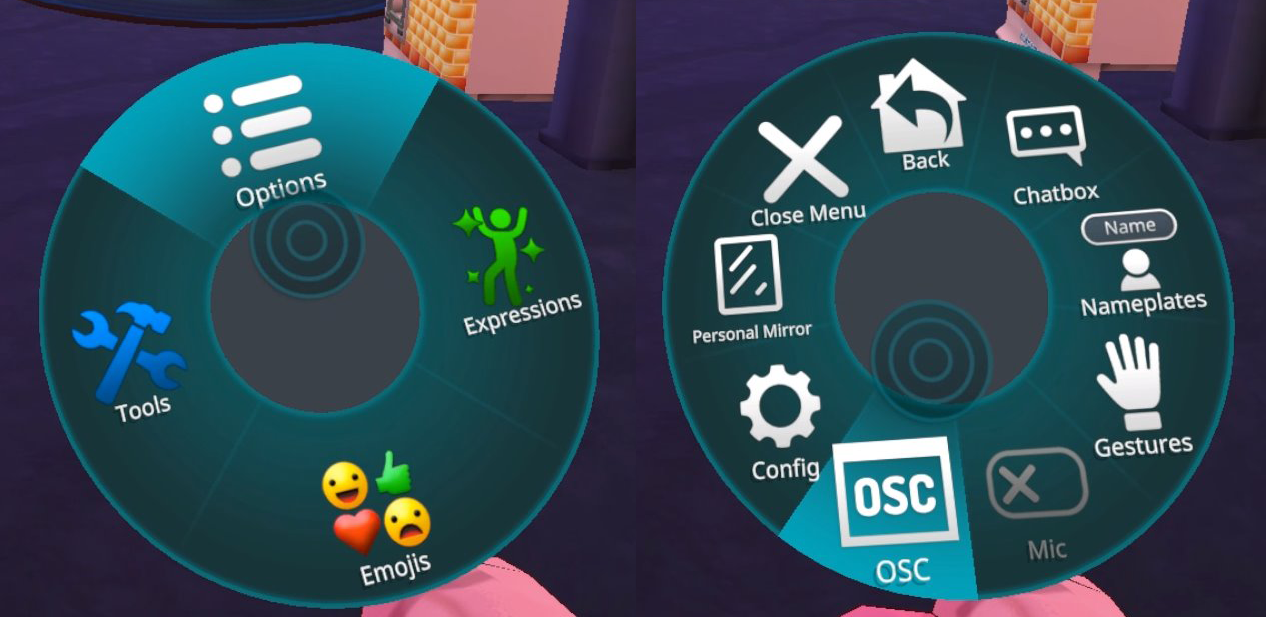 Options
Expressions
Tools
Emojis
Back
Close Menu
Chatbox
Name
Nameplates
Personal Mirror
Gestures
Config
OSC
OSC
Mic